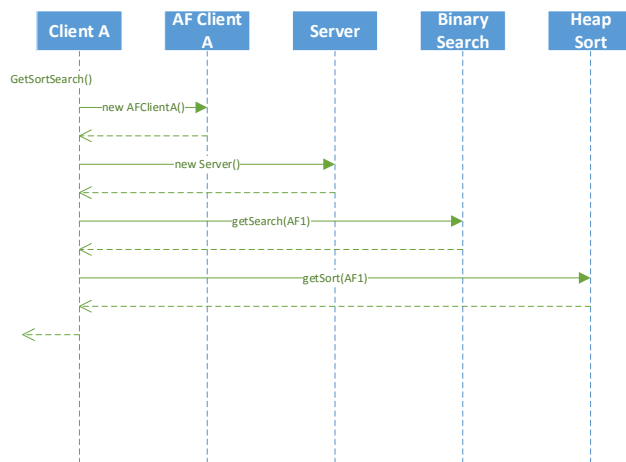 Client A
AF Client
A
Server
Binary
Search
Heap
Sort
GetSortSearch()
new AFClientA()
new Server()
getSearch(AF1)
getSort(AF1)